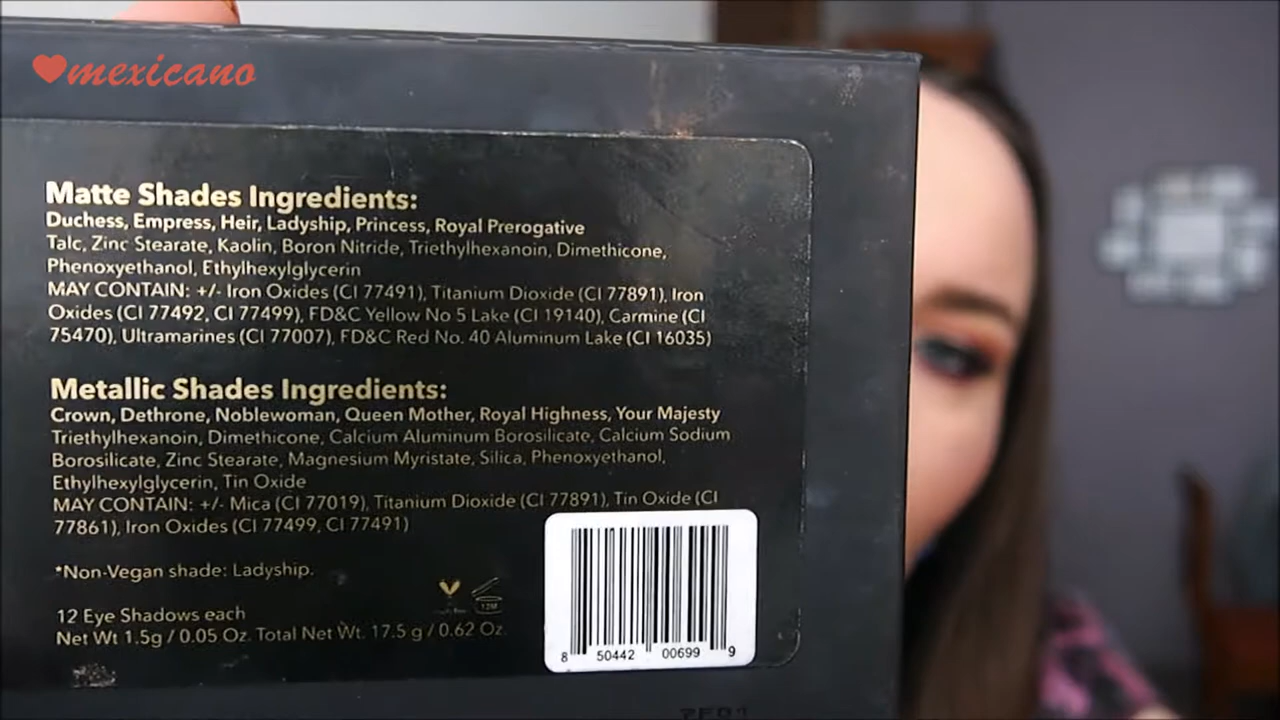 mexicano
Matte Shades Ingredients:
Duchess, Empress, Heir, Ladyship, Princess, Royal Prerogative
Talc, Zinc Stearate, Kaolin, Boron Nitride, Triethylhexanoin, Dimethicone,
Phenoxyethanol, Ethylhexylglycerin
MAY CONTAIN: +/- Iron Oxides (CI 77491), Titanium Dioxide (CI 77891), Iron
Oxides (CI 77492, CI 77499), FD&C Yellow No 5 Lake (CI 19140), Carmine (CI
75470), Ultramarines (CI 77007), FD&C Red No. 40 Aluminum Lake (CI 16035)
Metallic Shades Ingredients:
Crown, Dethrone, Noblewoman, Queen Mother, Royal Highness, Your Majesty
Triethylhexanoin, Dimethicone, Calcium Aluminum Borosilicate, Calcium Sodium
Borosilicate, Zinc Stearate, Magnesium Myristate, Silica, Phenoxyethanol,
Ethylhexylglycerin, Tin Oxide
MAY CONTAIN: +/- Mica (CI 77019), Titanium Dioxide (CI 77891), Tin Oxide (CI
77861), Iron Oxides (CI 77499, CI 77491)
*Non-Vegan shade: Ladyship.
12M
12 Eye Shadows each
Net Wt 1.5g / 0.05 Oz. Total Net Wt. 17.5 g / 0.62 Oz.
8 50442 00699 9